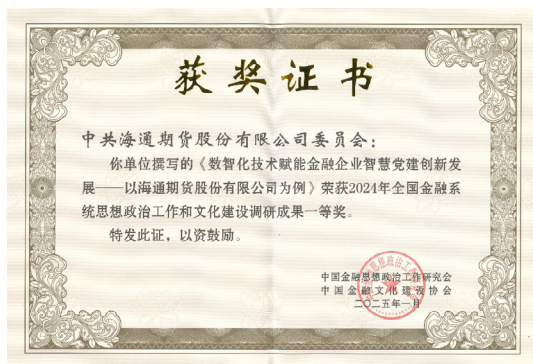 获奖证书
中共海通期货股份有限公司委员会：
你单位撰写的《数智化技术赋能金融企业智慧党建创新发
展——以海通期货股份有限公司为例》荣获2024年全国金融系
统思想政治工作和文化建设调研成果一等奖。
特发此证，以资鼓励。
中国金融思想政治工作研究会
中国金融文化建设协会
二〇二五年一月